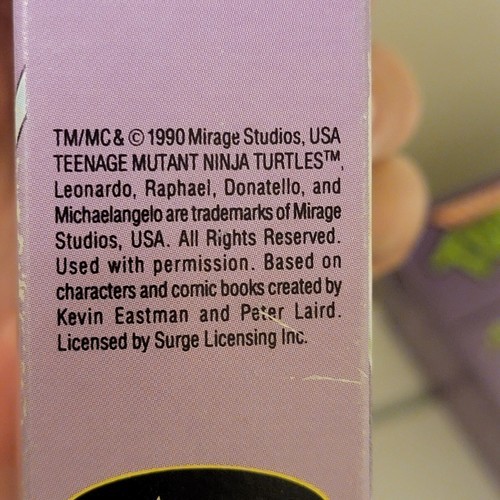 TM/MC & © 1990 Mirage Studios, USA
TEENAGE MUTANT NINJA TURTLES™,
Leonardo, Raphael, Donatello, and
Michaelangelo are trademarks of Mirage
Studios, USA. All Rights Reserved.
Used with permission. Based on
characters and comic books created by
Kevin Eastman and Peter Laird.
Licensed by Surge Licensing Inc.